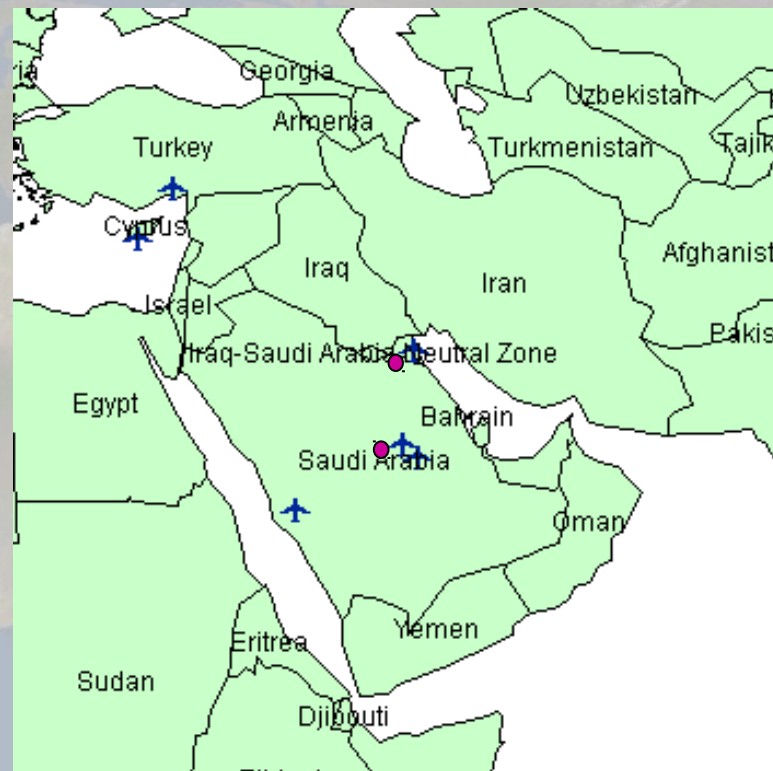 ria
Georgia
Uzbekistan
Armenia
Turkey
Turkmenistan
Tajik
Cyprus
Afghanist
Iraq
Iran
Israel
Pakis
Iraq-Saudi Arabia Neutral Zone
Egypt
Bahrain
Saudi Arabia
Oman
Yemen
Eritrea
Sudan
Djibouti